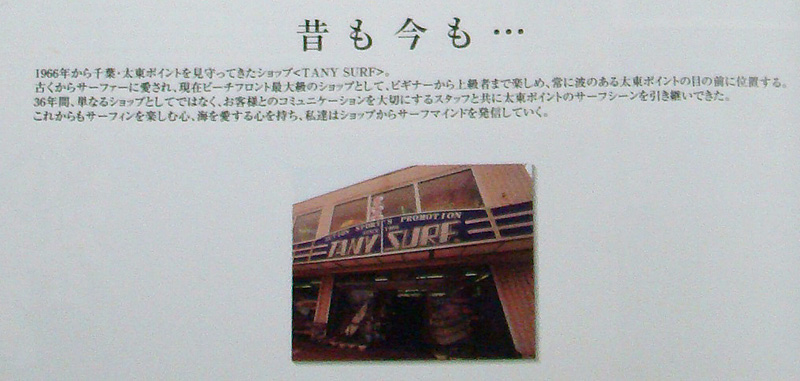 昔も今も…
1966年から千葉・太東ポイントを見守ってきたショップ<TANY SURF>。
古くからサーファーに愛され、現在ビーチフロント最大級のショップとして、ビギナーから上級者まで楽しめ、常に波のある太東ポイントの目の前に位置する。
36年間、単なるショップとしてではなく、お客様とのコミュニケーションを大切にするスタッフと共に太東ポイントのサーフシーンを引き継いできた。
これからもサーフィンを楽しむ心、海を愛する心を持ち、私達はショップからサーフマインドを発信していく。
PROMOTION
TANY SURF